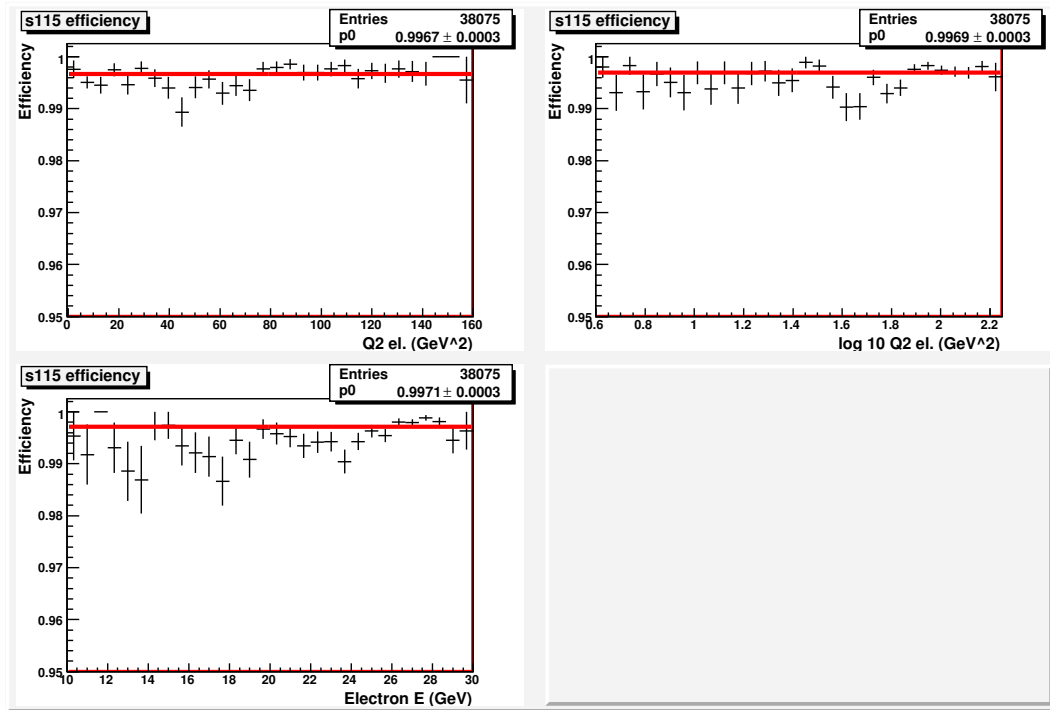 s115 efficiency
Entries 38075
p0 0.9967 ± 0.0003
Efficiency
1
0.99
0.98
0.97
0.96
0.95
0 20 40 60 80 100 120 140 160
Q2 el. (GeV^2)
s115 efficiency
Entries 38075
p0 0.9969 ± 0.0003
Efficiency
1
0.99
0.98
0.97
0.96
0.95
0.6 0.8 1 1.2 1.4 1.6 1.8 2 2.2
log 10 Q2 el. (GeV^2)
s115 efficiency
Entries 38075
p0 0.9971 ± 0.0003
Efficiency
1
0.99
0.98
0.97
0.96
0.95
10 12 14 16 18 20 22 24 26 28 30
Electron E (GeV)